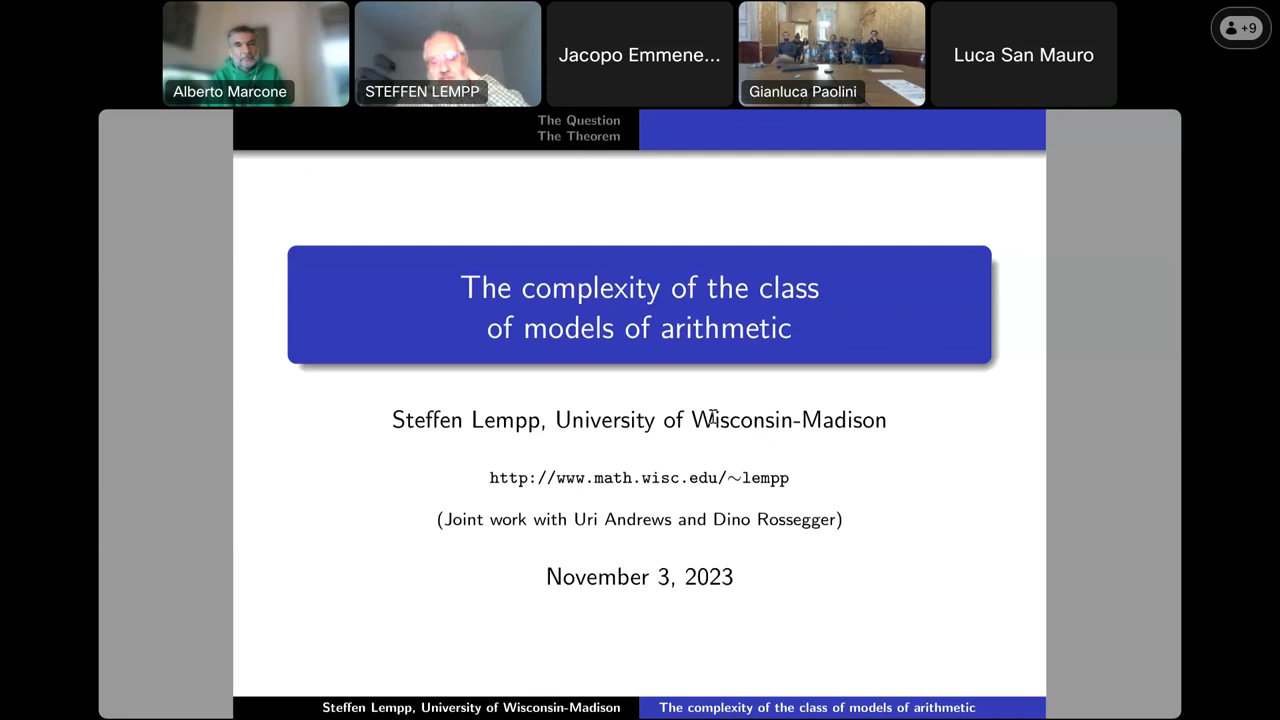 Alberto Marcone
STEFFEN LEMPP
Jacopo Emmene...
Gianluca Paolini
Luca San Mauro
+9
The Question
The Theorem
The complexity of the class
of models of arithmetic
Steffen Lempp, University of Wisconsin-Madison
http://www.math.wisc.edu/~lempp
(Joint work with Uri Andrews and Dino Rossegger)
November 3, 2023
Steffen Lempp, University of Wisconsin-Madison
The complexity of the class of models of arithmetic